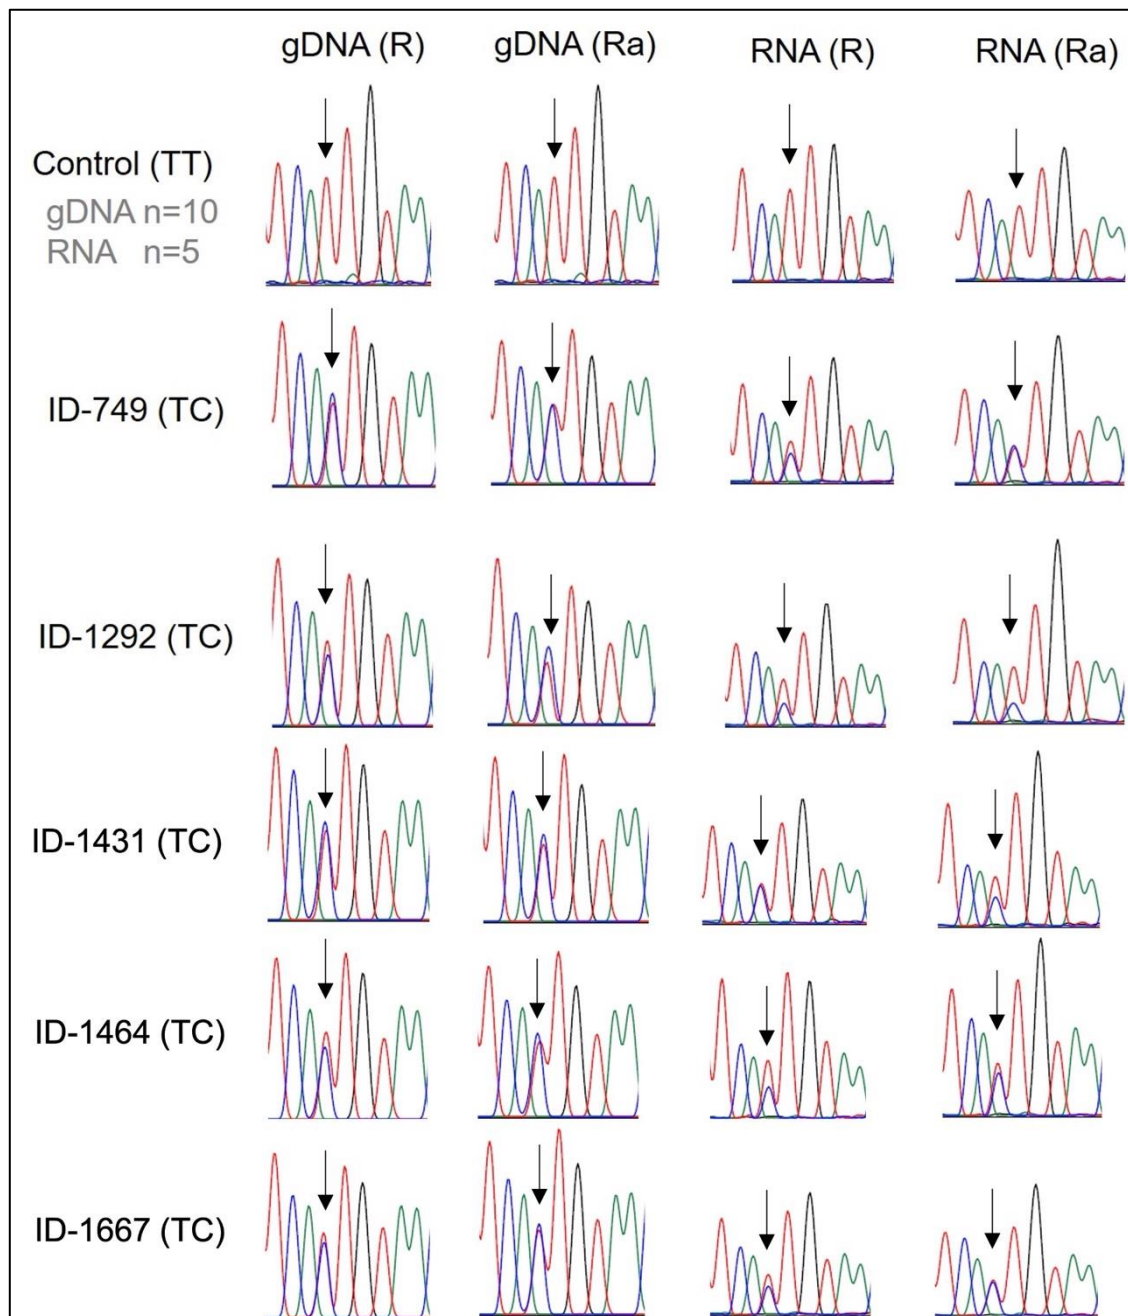 gDNA (R) gDNA (Ra) RNA (R) RNA (Ra)
Control (TT)
gDNA n=10
RNA n=5
ID-749 (TC)
ID-1292 (TC)
ID-1431 (TC)
ID-1464 (TC)
ID-1667 (TC)